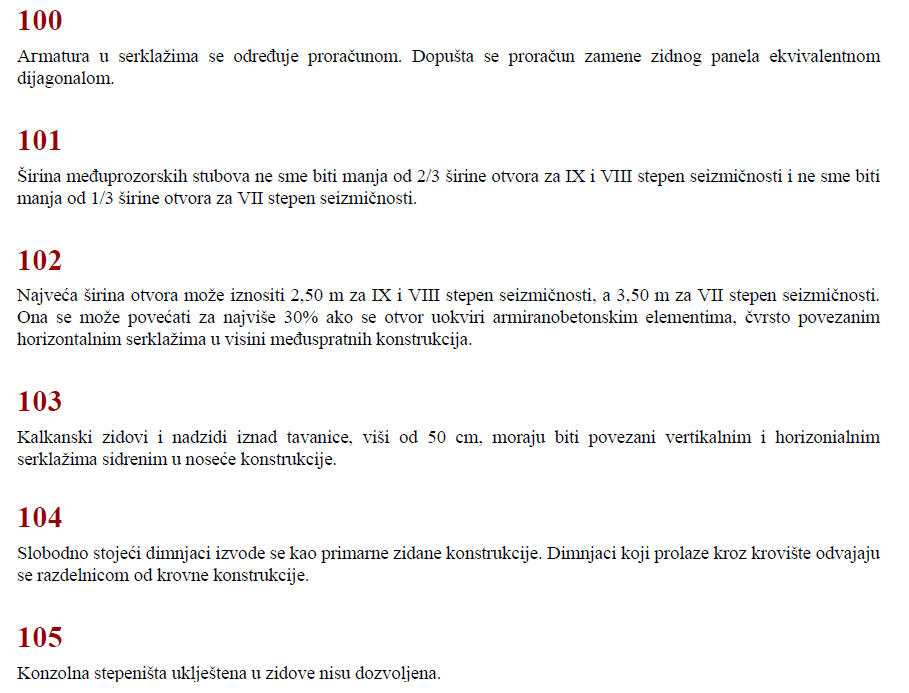 100
Armatura u serklažima se određuje proračunom. Dopušta se proračun zamene zidnog panela ekvivalentnom
dijagonalom.
101
Širina međuprozorskih stubova ne sme biti manja od 2/3 širine otvora za IX i VIII stepen seizmičnosti i ne sme biti
manja od 1/3 širine otvora za VII stepen seizmičnosti.
102
Najveća širina otvora može iznositi 2,50 m za IX i VIII stepen seizmičnosti, a 3,50 m za VII stepen seizmičnosti.
Ona se može povećati za najviše 30% ako se otvor uokviri armiranobetonskim elementima, čvrsto povezanim
horizontalnim serklažima u visini međuspratnih konstrukcija.
103
Kalkanski zidovi i nadzidi iznad tavanice, viši od 50 cm, moraju biti povezani vertikalnim i horizonialnim
serklažima sidrenim u noseće konstrukcije.
104
Slobodno stojeći dimnjaci izvode se kao primarne zidane konstrukcije. Dimnjaci koji prolaze kroz krovište odvajaju
se razdelnicom od krovne konstrukcije.
105
Konzolna stepeništa uklještena u zidove nisu dozvoljena.